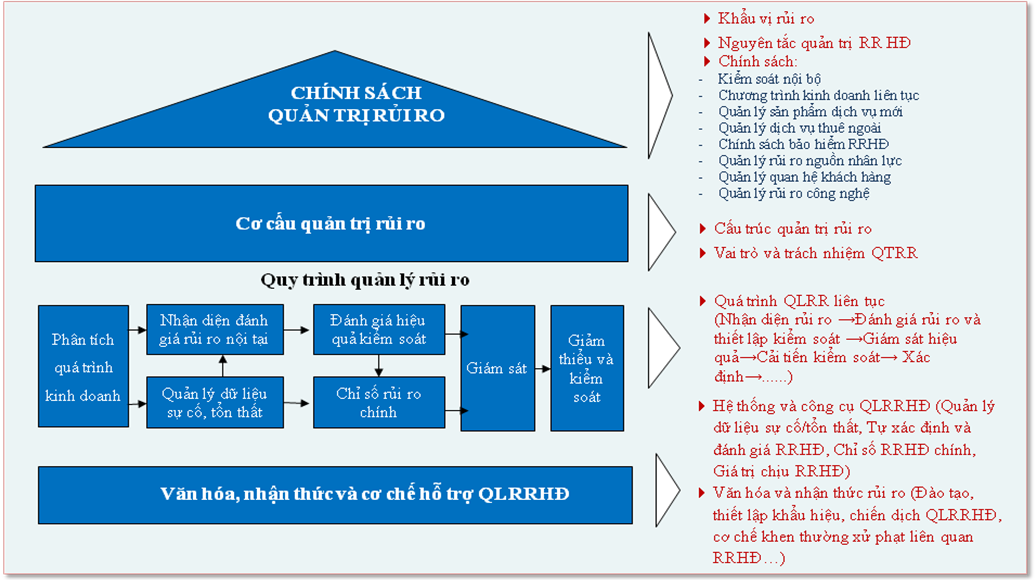 CHÍNH SÁCH
QUẢN TRỊ RỦI RO
Khẩu vị rủi ro
Nguyên tắc quản trị RR HĐ
Chính sách:
- Kiểm soát nội bộ
- Chương trình kinh doanh liên tục
- Quản lý sản phẩm dịch vụ mới
- Quản lý dịch vụ thuê ngoài
- Chính sách bảo hiểm RRHĐ
- Quản lý rủi ro nguồn nhân lực
- Quản lý quan hệ khách hàng
- Quản lý rủi ro công nghệ
Cơ cấu quản trị rủi ro
Cấu trúc quản trị rủi ro
Vai trò và trách nhiệm QTRR
Quy trình quản lý rủi ro
Phân tích
quá trình
kinh doanh
Nhận diện đánh
giá rủi ro nội tại
Đánh giá hiệu
quả kiểm soát
Quản lý dữ liệu
sự cố, tổn thất
Chỉ số rủi ro
chính
Giám sát
Giảm
thiểu và
kiểm
soát
Quá trình QLRR liên tục
(Nhận diện rủi ro →Đánh giá rủi ro và
thiết lập kiểm soát →Giám sát hiệu
quả→Cải tiến kiểm soát→ Xác
định→......)
Hệ thống và công cụ QLRRHĐ (Quản lý
dữ liệu sự cố/tổn thất, Tự xác định và
đánh giá RRHĐ, Chỉ số RRHĐ chính,
Giá trị chịu RRHĐ)
Văn hóa, nhận thức và cơ chế hỗ trợ QLRRHĐ
Văn hóa và nhận thức rủi ro (Đào tạo,
thiết lập khẩu hiệu, chiến dịch QLRRHĐ,
cơ chế khen thưởng xử phạt liên quan
RRHĐ…)